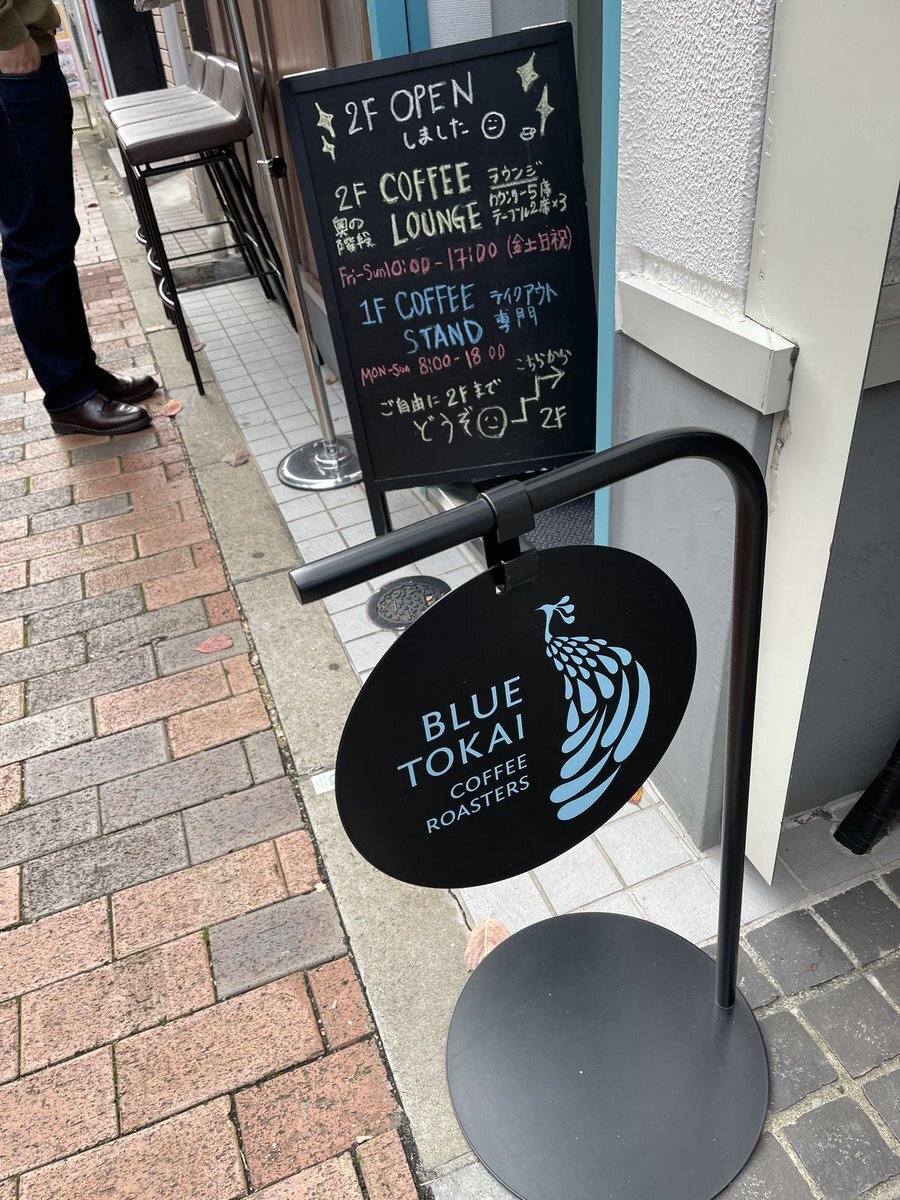 2F OPEN
しました
2F COFFEE LOUNGE
奥の
階段
ラウンジ
カウンター5席
テーブル2席×3
Fri-Sun 10:00-17:00 (金土日祝)
1F COFFEE STAND
テイクアウト
専門
MON-Sun 8:00-18:00
ご自由に2Fまで
どうぞ
こちらから
2F
BLUE
TOKAI
COFFEE
ROASTERS